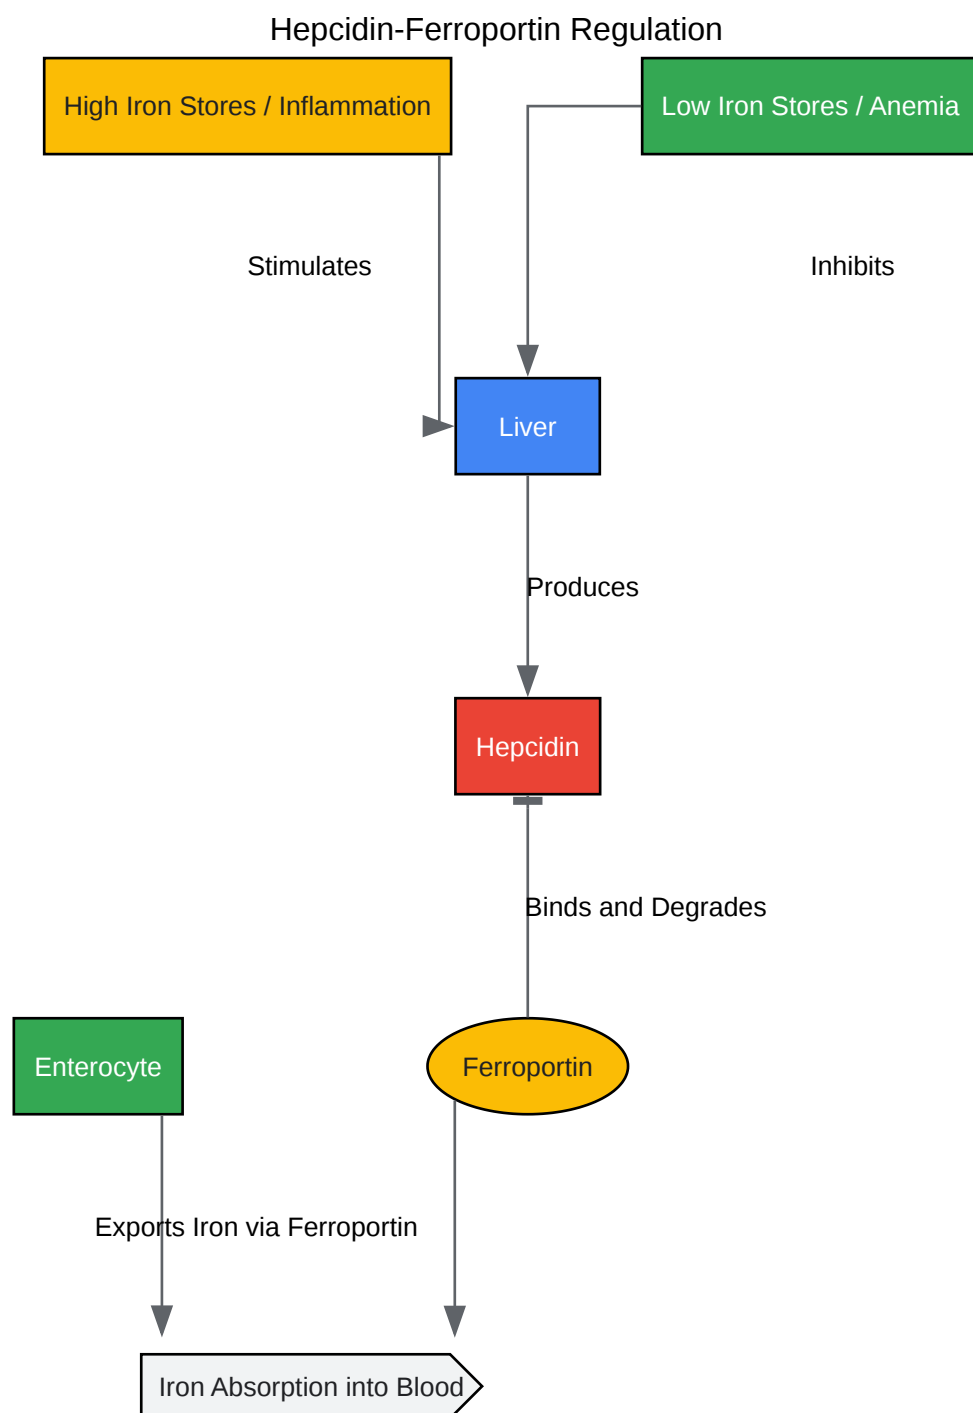 Hepcidin-Ferroportin Regulation
High Iron Stores / Inflammation
Low Iron Stores / Anemia
Stimulates
Inhibits
Liver
Produces
Hepcidin
Binds and Degrades
Enterocyte
Ferroportin
Exports Iron via Ferroportin
Iron Absorption into Blood